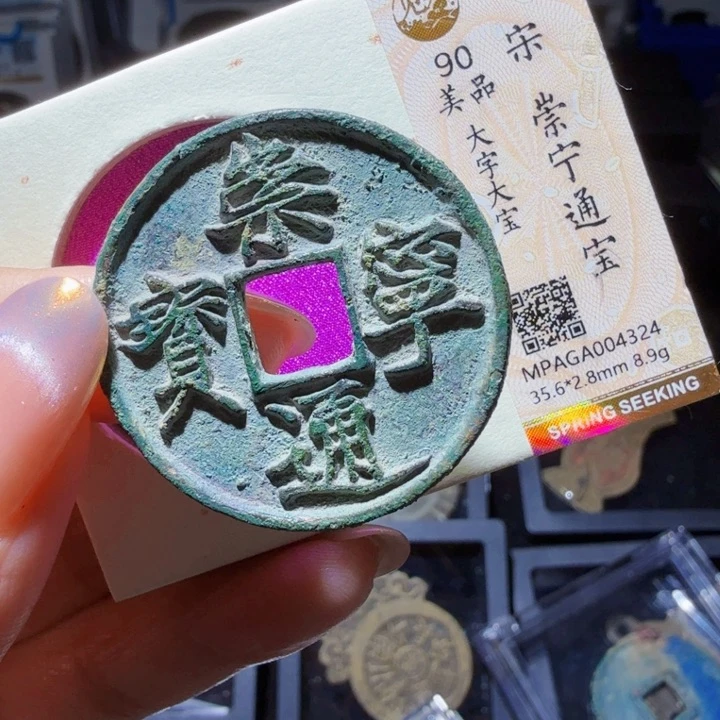 崇寧通寳
90
美品
大字大宝
宋
崇宁通宝
MPAGA004324
35.6*2.8mm 8.9g
SPRING SEEKING